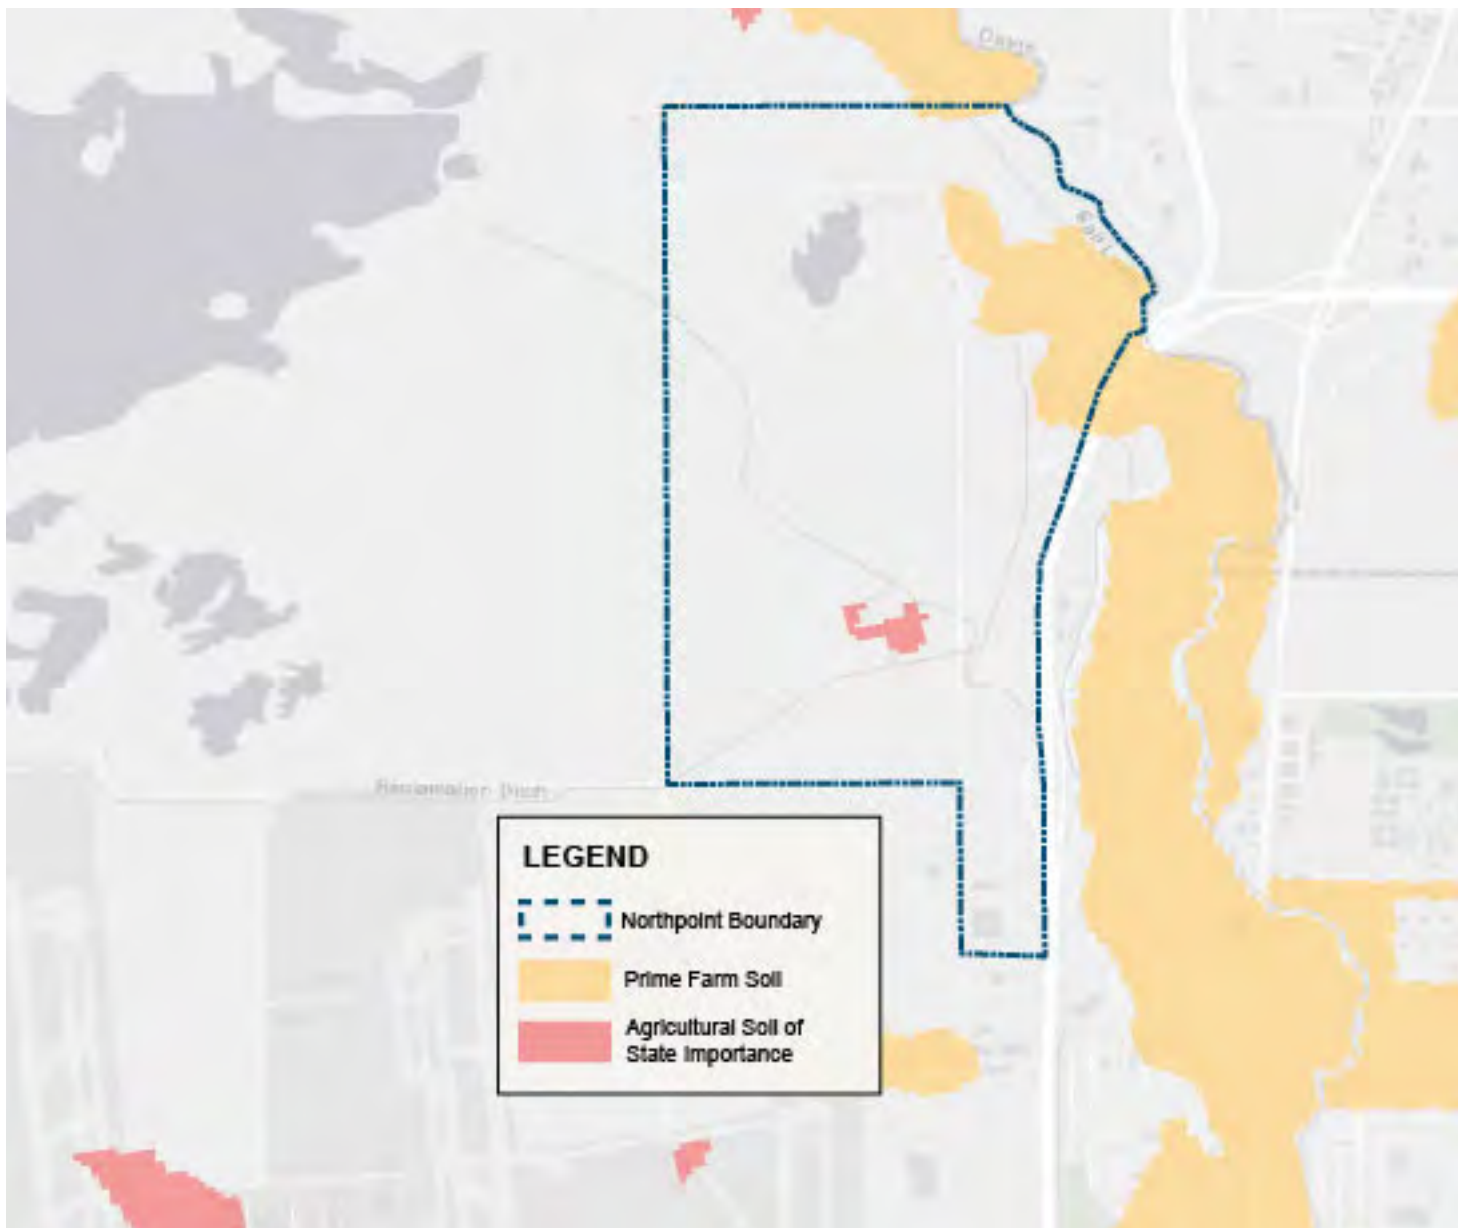 LEGEND
Northpoint Boundary
Prime Farm Soil
Agricultural Soil of
State Importance